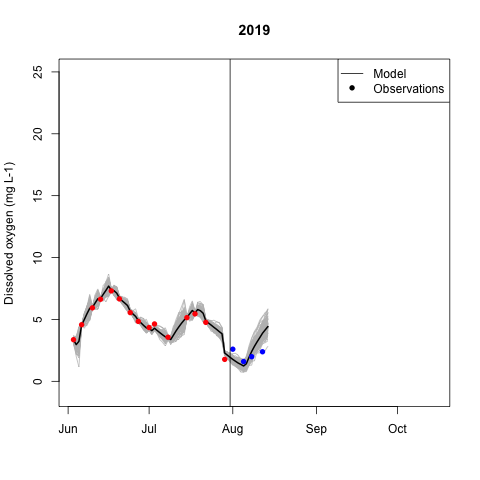 2019
Dissolved oxygen (mg L-1)
25
20
15
10
5
0
Jun
Jul
Aug
Sep
Oct
Model
Observations